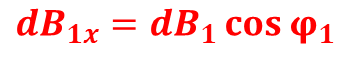 dB₁ₓ = dB₁ cos φ₁